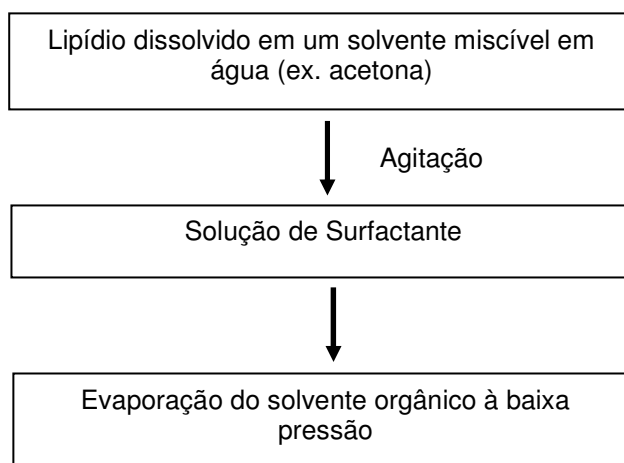 Lipídio dissolvido em um solvente miscível em
água (ex. acetona)
Agitação
Solução de Surfactante
Evaporação do solvente orgânico à baixa
pressão